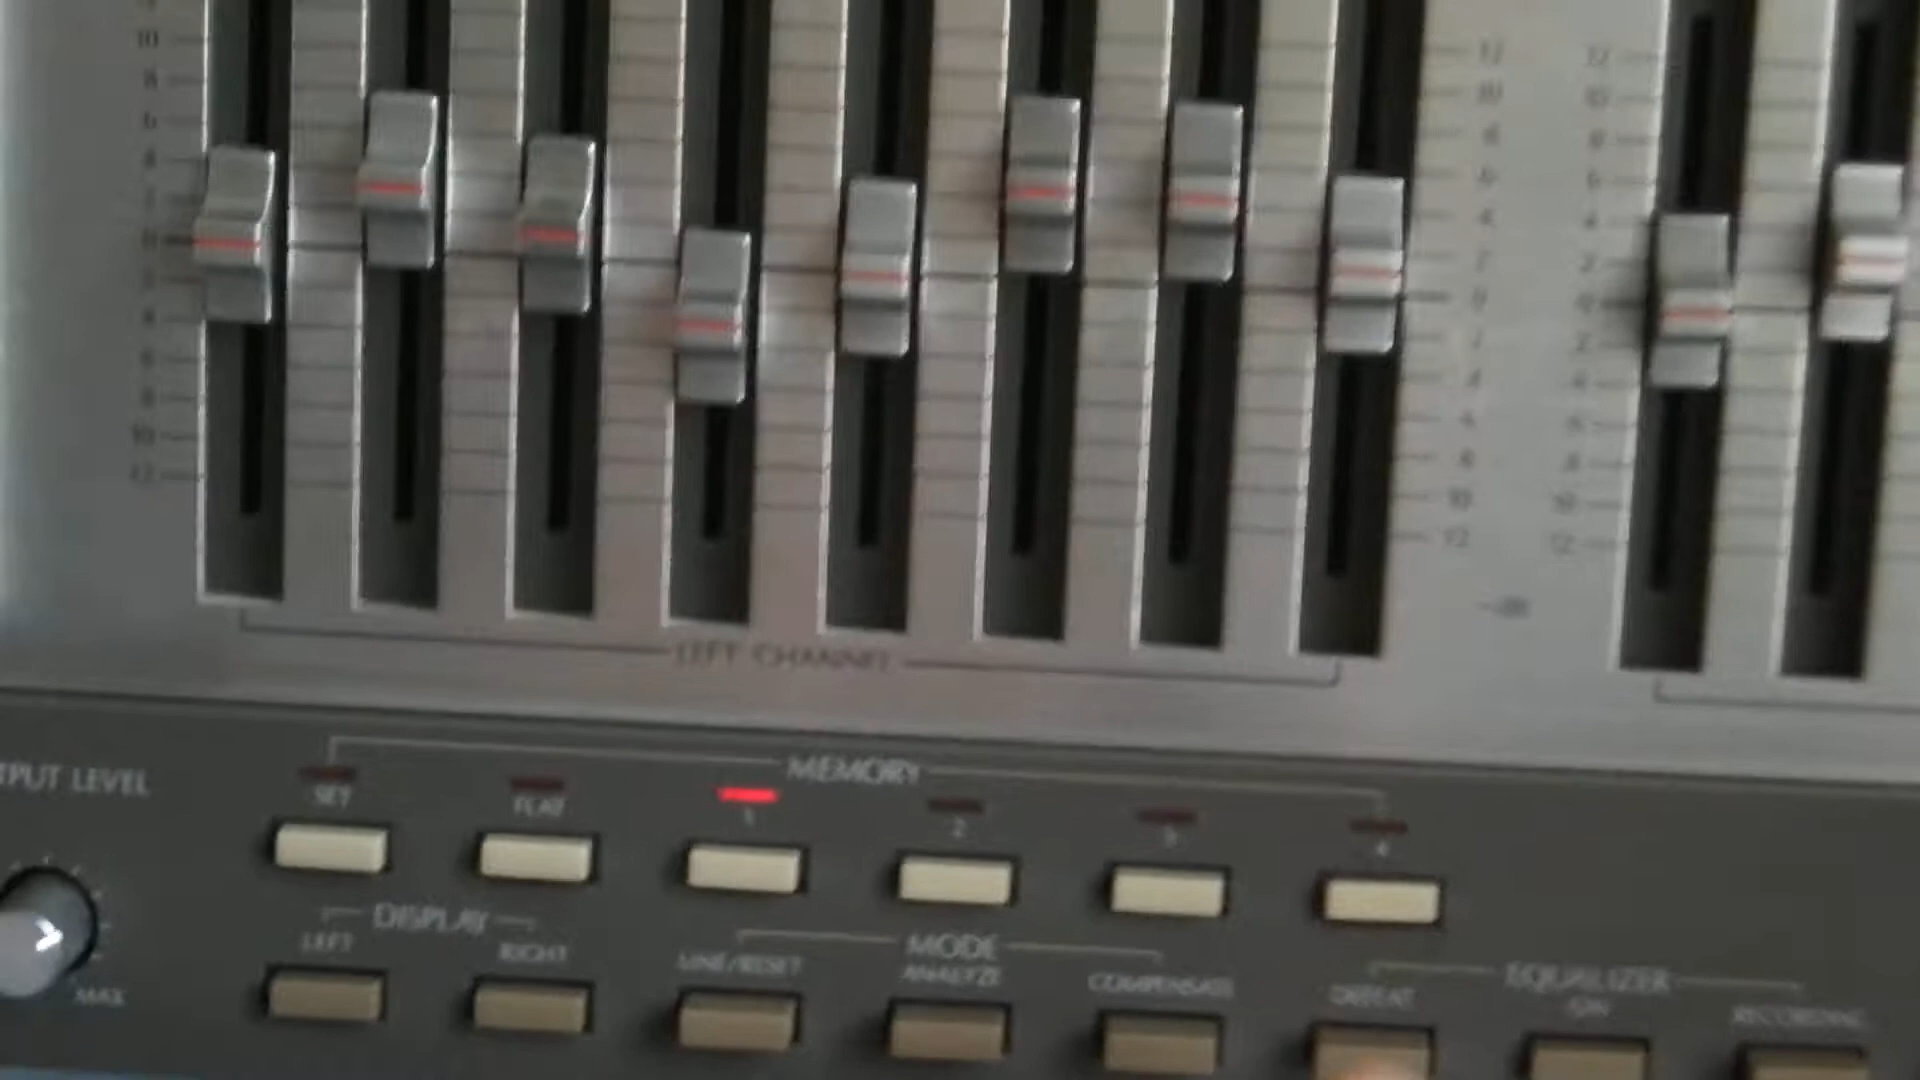 LEFT CHANNEL
MEMORY
OUTPUT LEVEL
SET FLAT 1 2 3 4
DISPLAY
LEFT RIGHT
MODE
LINE/RESET ANALYZE COMPENSATE
EQUALIZER
DEFEAT ON RECORDING
MAX